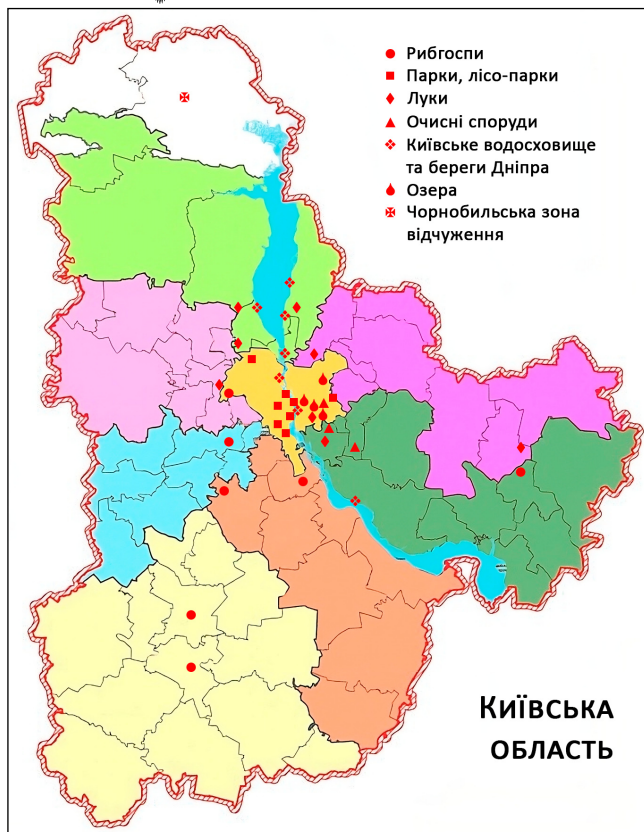 Рибгоспи
Парки, лісо-парки
Луки
Очисні споруди
Київське водосховище
та береги Дніпра
Озера
Чорнобильська зона
відчуження
Київська
область